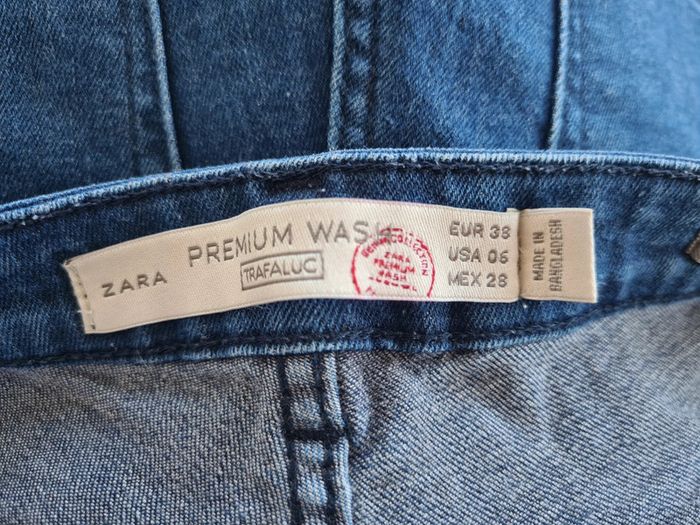 ZARA
PREMIUM WASH
TRAFALUC
ZARA
PREMIUM
WASH
EUR 38
USA 06
MEX 28
MADE IN
BANGLADESH